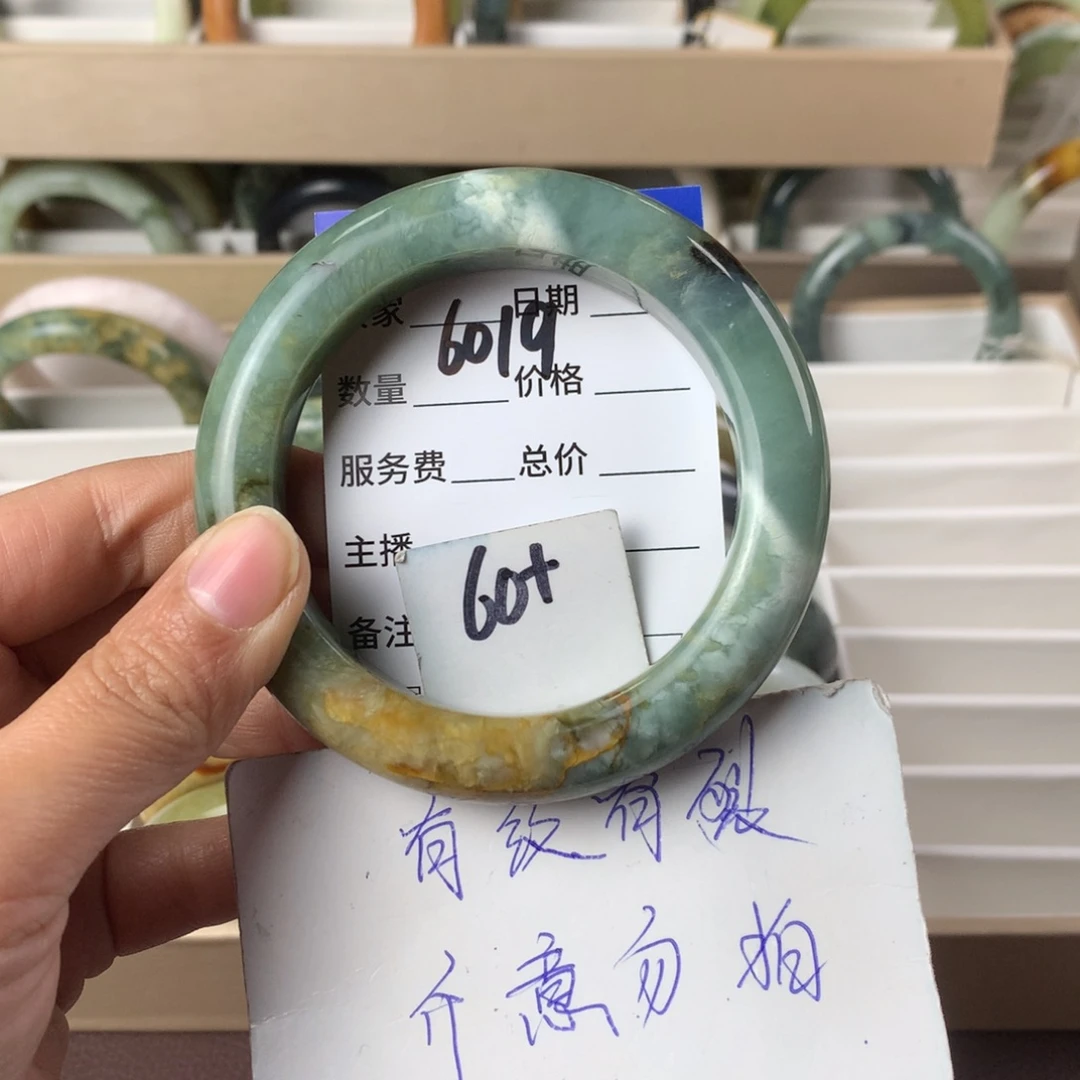 家 日期
6019
数量 价格
服务费 总价
主播
备注
60+
有纹有裂
介意勿拍